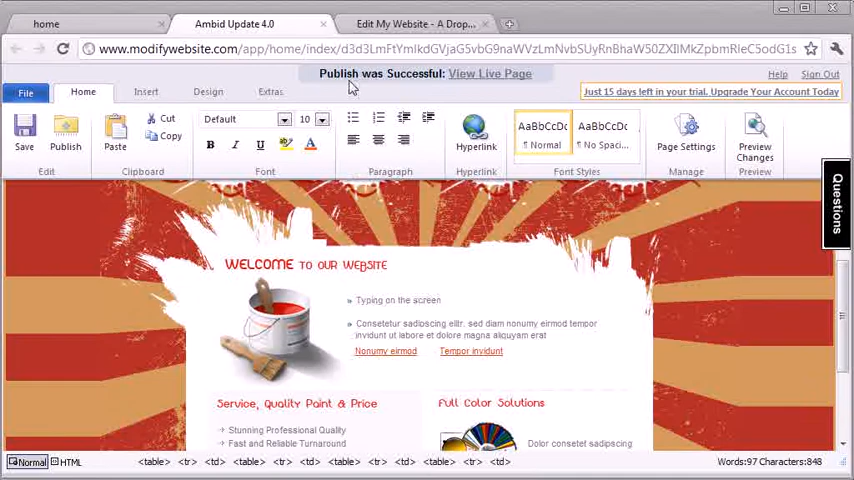 home
Ambid Update 4.0
Edit My Website - A Drop...
www.modifywebsite.com/app/home/index/d3d3LmFtYmlkdGVjaG5vbG9naWVzLmNvbSUyRnBhaW50ZXIlMkZpbmRleC5odG1s
Publish was Successful: View Live Page
Help
Sign Out
File
Home
Insert
Design
Extras
Just 15 days left in your trial. Upgrade Your Account Today
Save
Publish
Edit
Paste
Cut
Copy
Clipboard
Default
10
B
I
U
A
Font
Paragraph
Hyperlink
Hyperlink
AaBbCcDc
¶ Normal
AaBbCcDc
¶ No Spaci...
Font Styles
Page Settings
Manage
Preview Changes
Preview
Questions
WELCOME TO OUR WEBSITE
» Typing on the screen
» Consetetur sadipscing elitr, sed diam nonumy eirmod tempor
invidunt ut labore et dolore magna aliquyam erat
Nonumy eirmod
Tempor invidunt
Service, Quality Paint & Price
Stunning Professional Quality
Fast and Reliable Turnaround
Full Color Solutions
Dolor consetet sadipscing
Normal
HTML
<table> <tr> <td> <table> <tr> <td> <table> <tr> <td> <table> <tr> <td>
Words:97 Characters:848